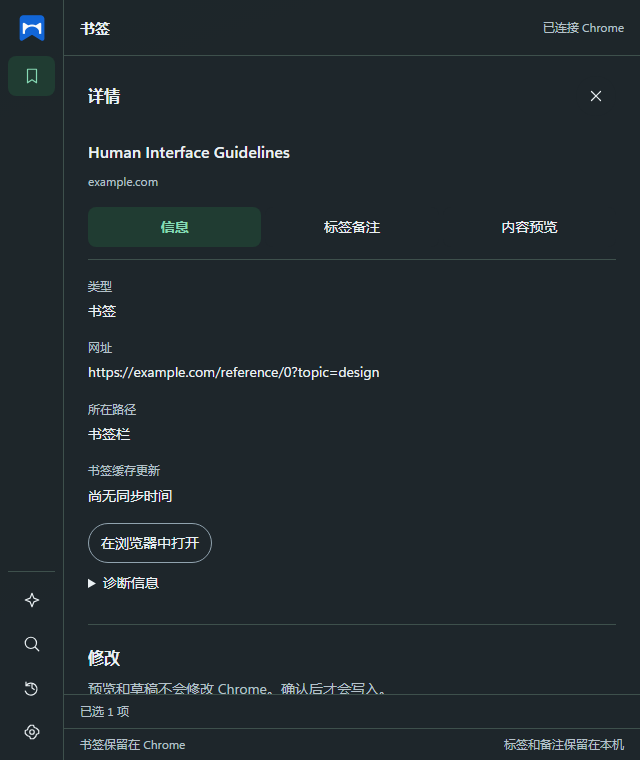 书签
已连接 Chrome
详情
Human Interface Guidelines
example.com
信息
标签备注
内容预览
类型
书签
网址
https://example.com/reference/0?topic=design
所在路径
书签栏
书签缓存更新
尚无同步时间
在浏览器中打开
诊断信息
修改
预览和草稿不会修改 Chrome。确认后才会写入。
已选 1 项
书签保留在 Chrome
标签和备注保留在本机